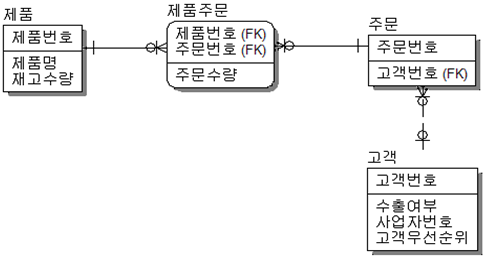 제품
제품번호
제품명
재고수량
제품주문
제품번호 (FK)
주문번호 (FK)
주문수량
주문
주문번호
고객번호 (FK)
고객
고객번호
수출여부
사업자번호
고객우선순위